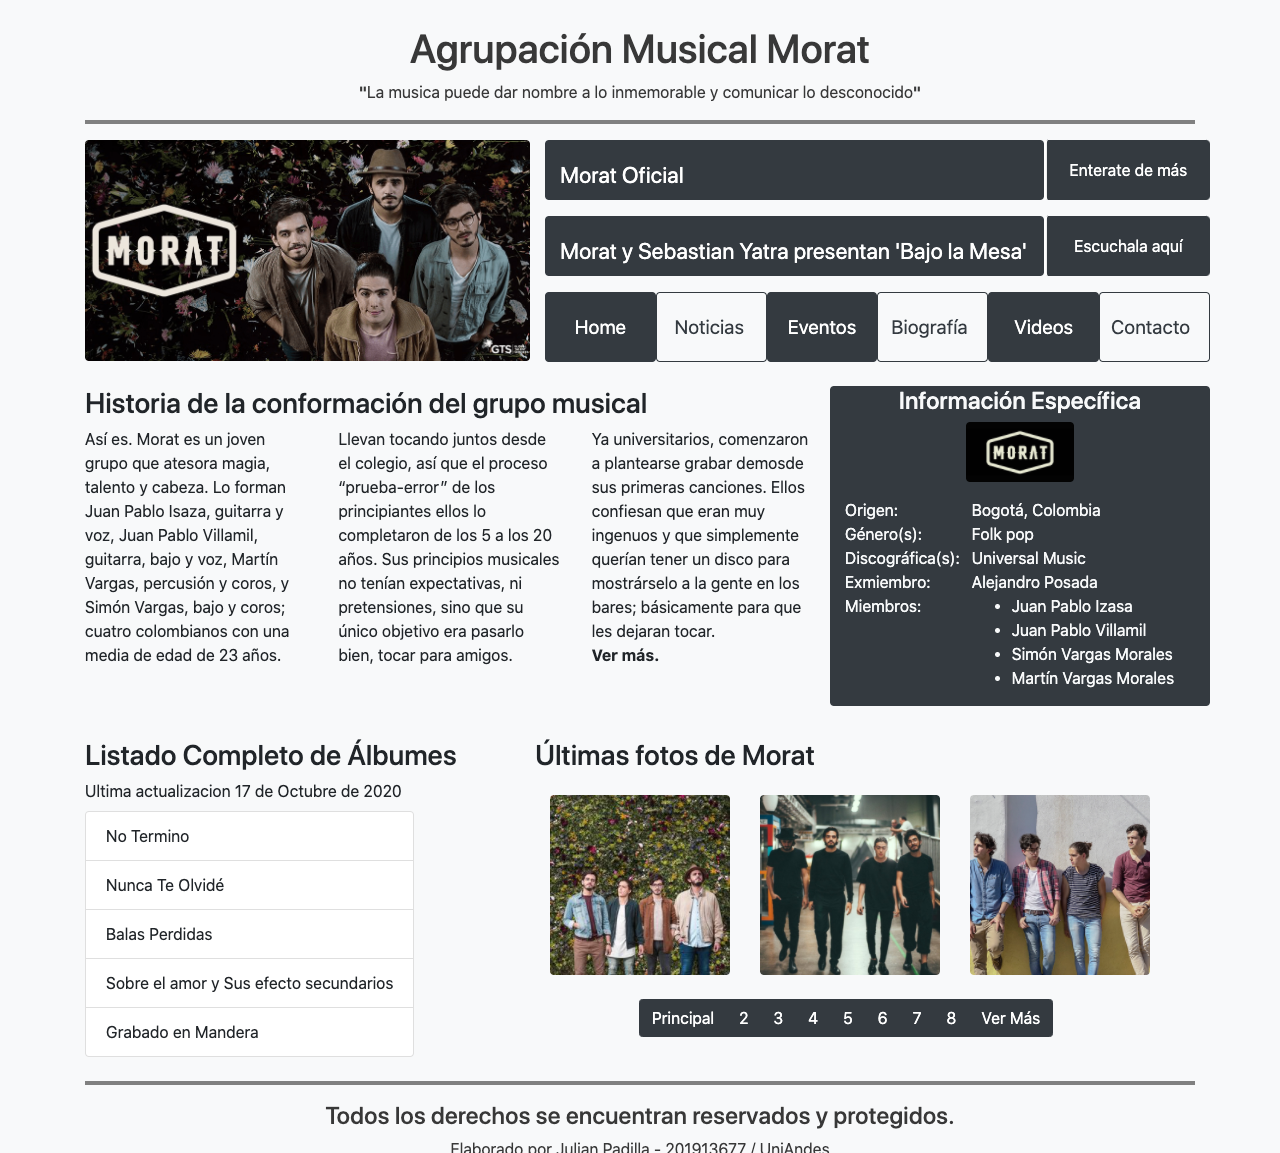 Agrupación Musical Morat
"La musica puede dar nombre a lo inmemorable y comunicar lo desconocido"
MORAT
GTS
Morat Oficial
Enterate de más
Morat y Sebastian Yatra presentan 'Bajo la Mesa'
Escuchala aquí
Home
Noticias
Eventos
Biografía
Videos
Contacto
Historia de la conformación del grupo musical
Así es. Morat es un joven
grupo que atesora magia,
talento y cabeza. Lo forman
Juan Pablo Isaza, guitarra y
voz, Juan Pablo Villamil,
guitarra, bajo y voz, Martín
Vargas, percusión y coros, y
Simón Vargas, bajo y coros;
cuatro colombianos con una
media de edad de 23 años.
Llevan tocando juntos desde
el colegio, así que el proceso
“prueba-error” de los
principiantes ellos lo
completaron de los 5 a los 20
años. Sus principios musicales
no tenían expectativas, ni
pretensiones, sino que su
único objetivo era pasarlo
bien, tocar para amigos.
Ya universitarios, comenzaron
a plantearse grabar demosde
sus primeras canciones. Ellos
confiesan que eran muy
ingenuos y que simplemente
querían tener un disco para
mostrárselo a la gente en los
bares; básicamente para que
les dejaran tocar.
Ver más.
Información Específica
MORAT
Origen: Bogotá, Colombia
Género(s): Folk pop
Discográfica(s): Universal Music
Exmiembro: Alejandro Posada
Miembros: • Juan Pablo Izasa
• Juan Pablo Villamil
• Simón Vargas Morales
• Martín Vargas Morales
Listado Completo de Álbumes
Ultima actualizacion 17 de Octubre de 2020
No Termino
Nunca Te Olvidé
Balas Perdidas
Sobre el amor y Sus efecto secundarios
Grabado en Mandera
Últimas fotos de Morat
Principal 2 3 4 5 6 7 8 Ver Más
Todos los derechos se encuentran reservados y protegidos.
Elaborado por Julian Padilla - 201913677 / UniAndes